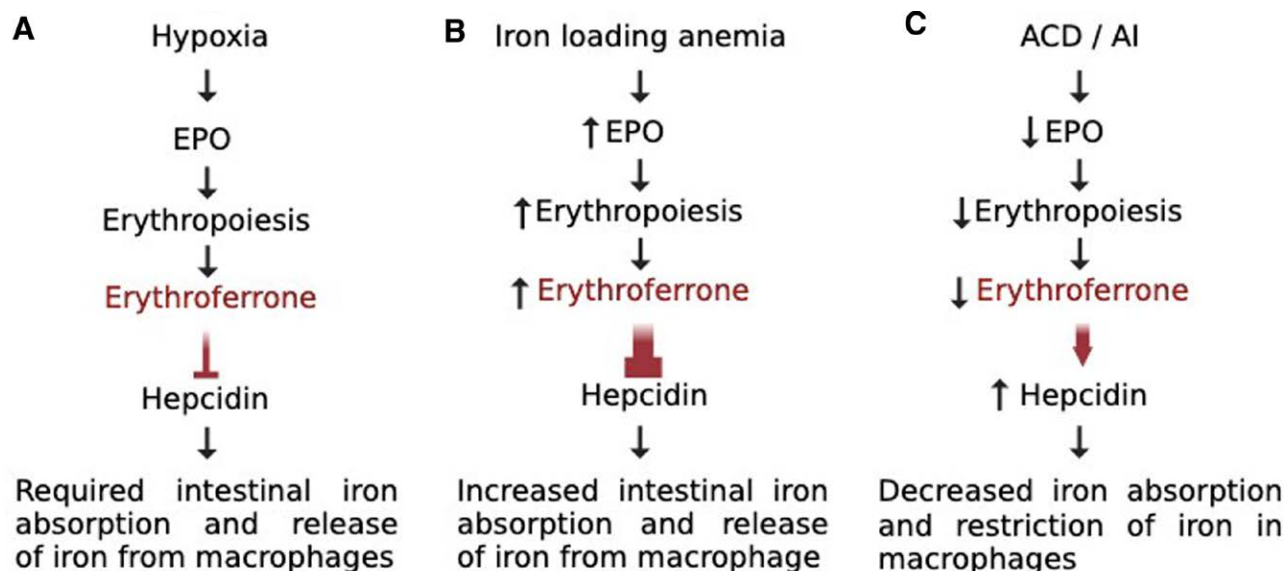 A
Hypoxia
EPO
Erythropoiesis
Erythroferrone
Hepcidin
Required intestinal iron
absorption and release
of iron from macrophages
B
Iron loading anemia
↑ EPO
↑ Erythropoiesis
↑ Erythroferrone
Hepcidin
Increased intestinal iron
absorption and release
of iron from macrophage
C
ACD / AI
↓ EPO
↓ Erythropoiesis
↓ Erythroferrone
↑ Hepcidin
Decreased iron absorption
and restriction of iron in
macrophages